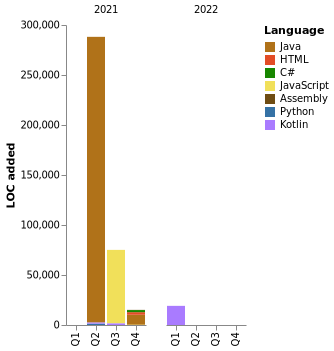 2021 2022
Language
Java
HTML
C#
JavaScript
Assembly
Python
Kotlin
LOC added
300,000
250,000
200,000
150,000
100,000
50,000
0
Q1 Q2 Q3 Q4 Q1 Q2 Q3 Q4